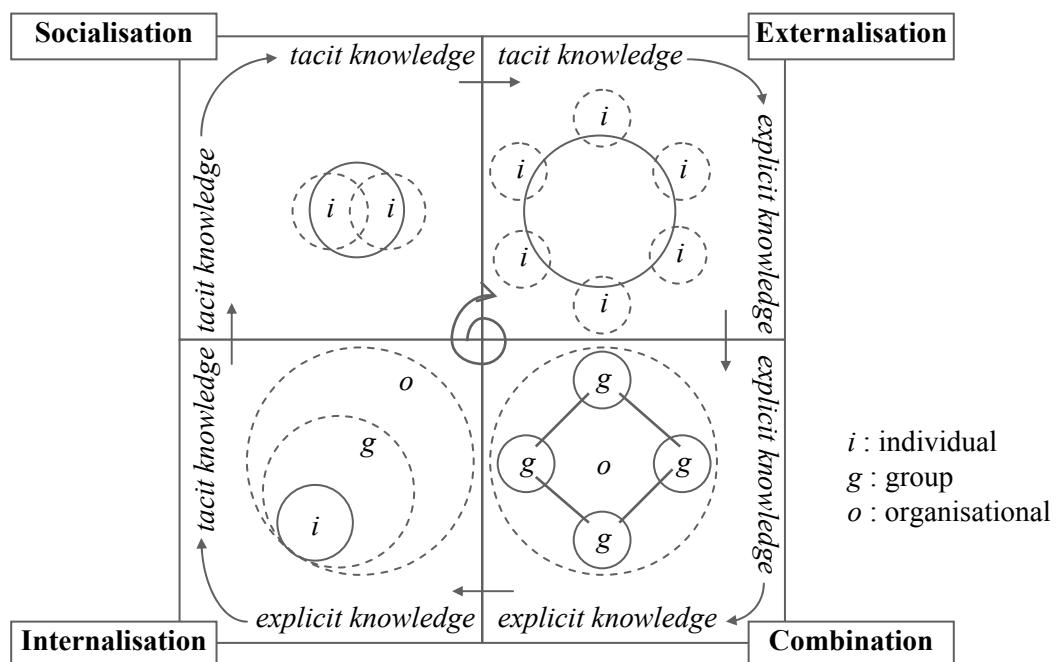 Socialisation
Externalisation
tacit knowledge
tacit knowledge
tacit knowledge
explicit knowledge
i
i
i
i
i
i
i
i
tacit knowledge
explicit knowledge
o
g
i
g
g
o
g
g
i : individual
g : group
o : organisational
explicit knowledge
explicit knowledge
Internalisation
Combination